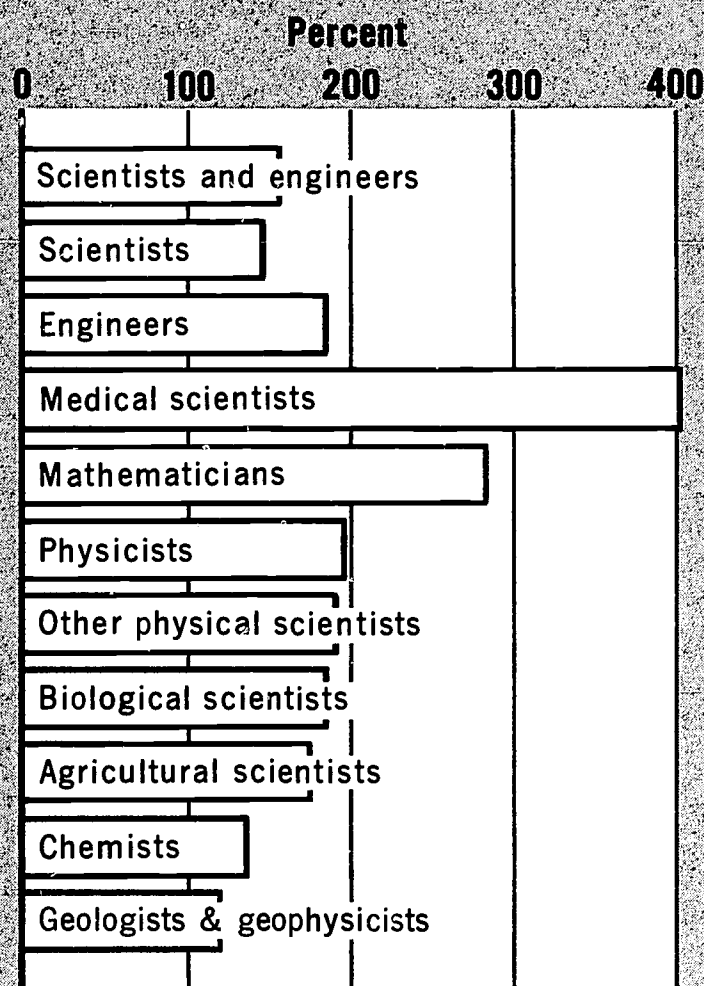 Percent
0 100 200 300 400
Scientists and engineers
Scientists
Engineers
Medical scientists
Mathematicians
Physicists
Other physical scientists
Biological scientists
Agricultural scientists
Chemists
Geologists & geophysicists